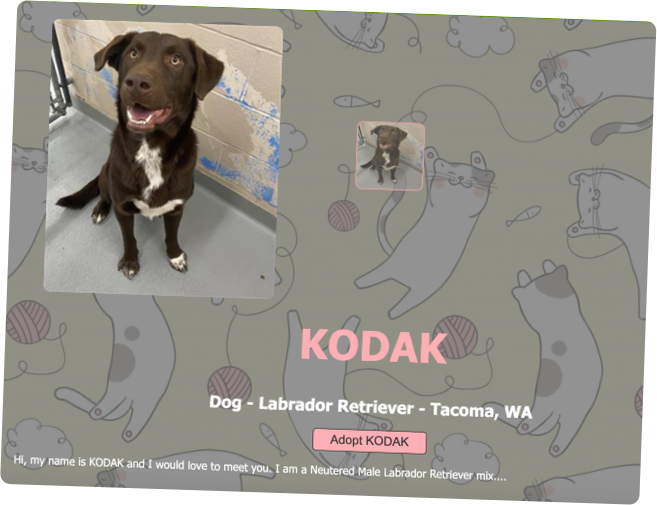 KODAK
Dog - Labrador Retriever - Tacoma, WA
Adopt KODAK
Hi, my name is KODAK and I would love to meet you. I am a Neutered Male Labrador Retriever mix....